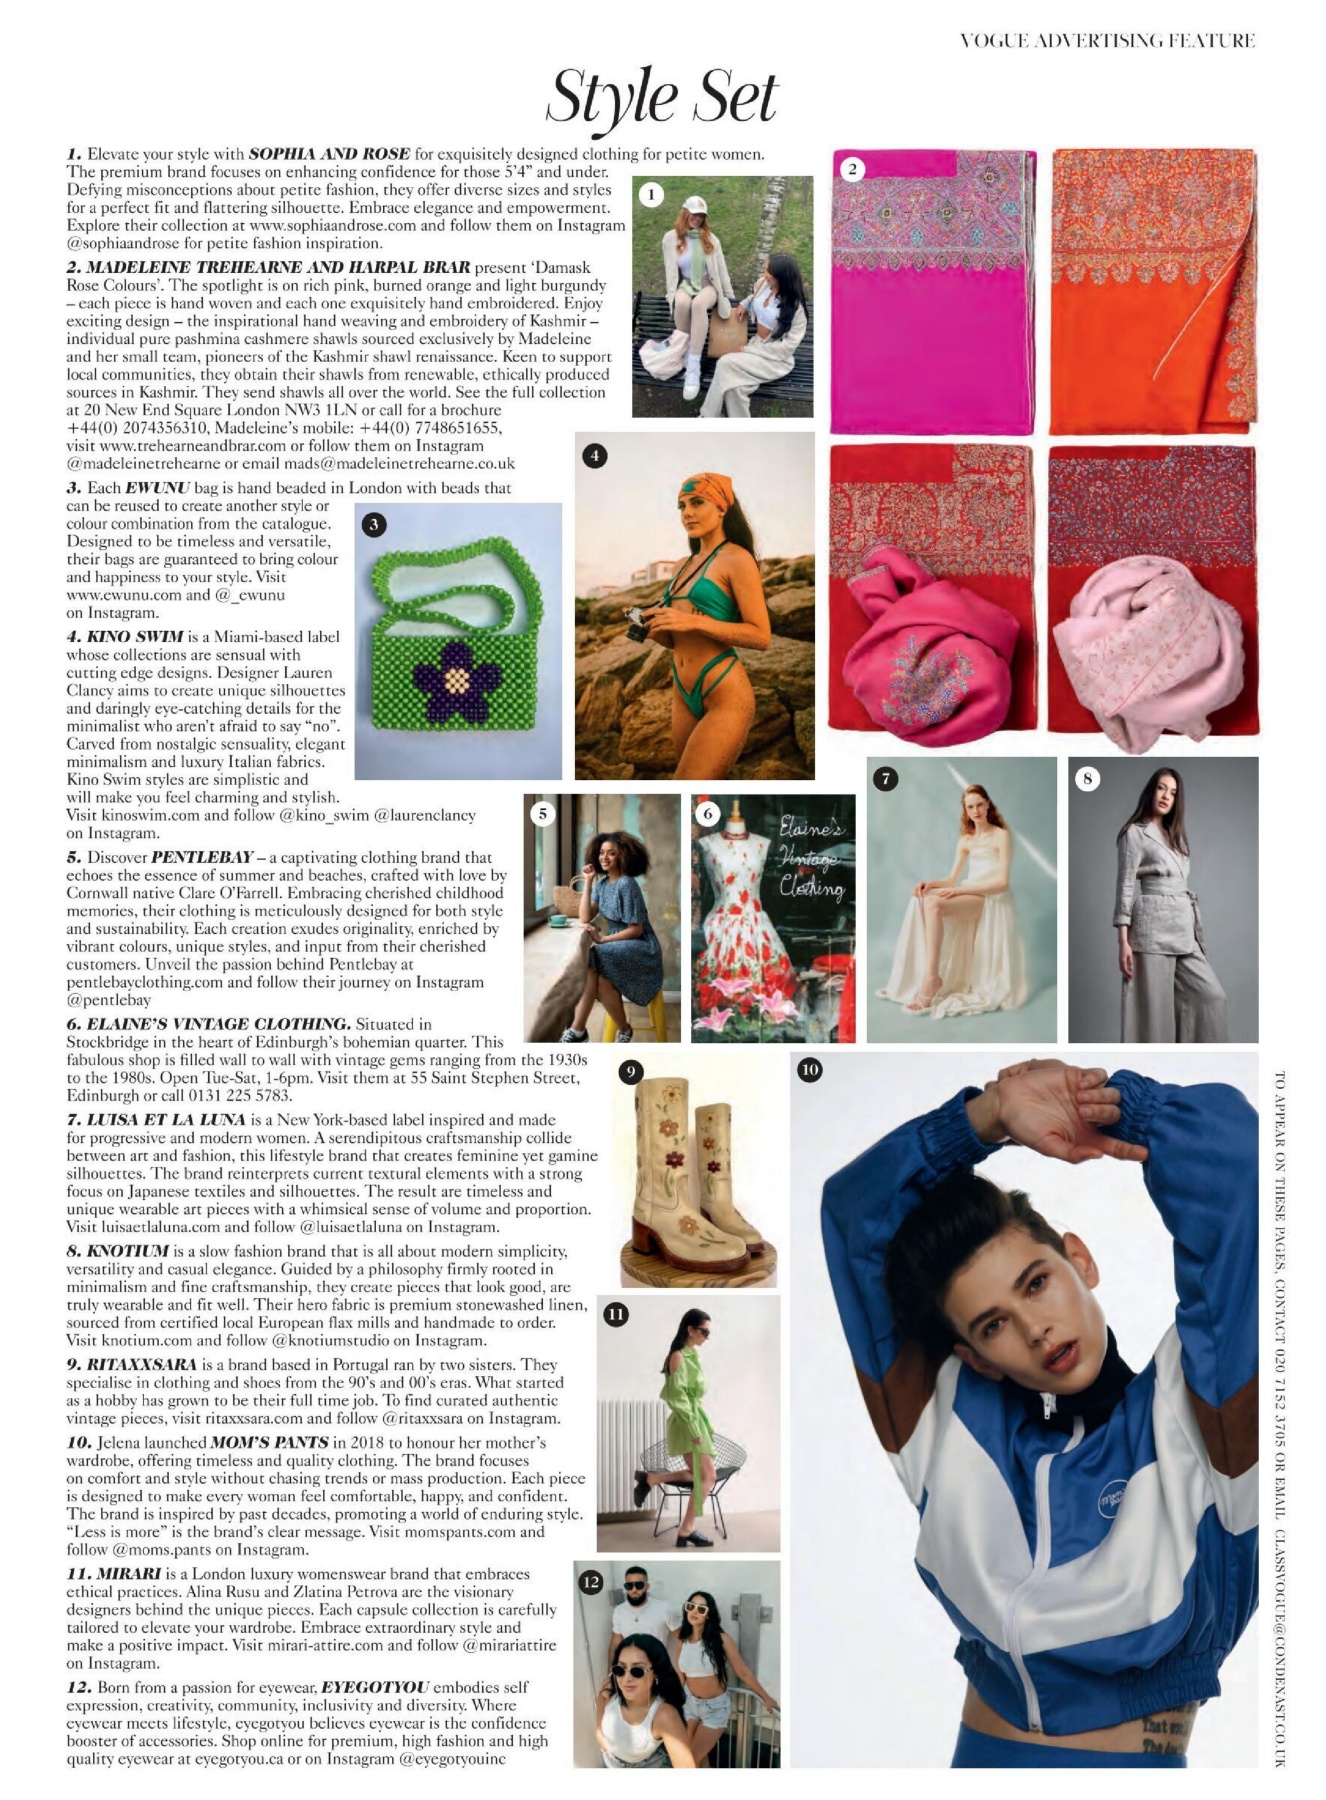 VOGUE ADVERTISING FEATURE
Style Set
1. Elevate your style with SOPHIA AND ROSE for exquisitely designed clothing for petite women.
The premium brand focuses on enhancing confidence for those 5’4” and under.
Defying misconceptions about petite fashion, they offer diverse sizes and styles
for a perfect fit and flattering silhouette. Embrace elegance and empowerment.
Explore their collection at www.sophiaandrose.com and follow them on Instagram
@sophiaandrose for petite fashion inspiration.
2. MADELEINE TREHEARNE AND HARPAL BRAR present ‘Damask
Rose Colours’. The spotlight is on rich pink, burned orange and light burgundy
– each piece is hand woven and each one exquisitely hand embroidered. Enjoy
exciting design – the inspirational hand weaving and embroidery of Kashmir –
individual pure pashmina cashmere shawls sourced exclusively by Madeleine
and her small team, pioneers of the Kashmir shawl renaissance. Keen to support
local communities, they obtain their shawls from renewable, ethically produced
sources in Kashmir. They send shawls all over the world. See the full collection
at 20 New End Square London NW3 1LN or call for a brochure
+44(0) 2074356310, Madeleine’s mobile: +44(0) 7748651655,
visit www.trehearneandbrar.com or follow them on Instagram
@madeleinetrehearne or email mads@madeleinetrehearne.co.uk
3. Each EWUNU bag is hand beaded in London with beads that
can be reused to create another style or
colour combination from the catalogue.
Designed to be timeless and versatile,
their bags are guaranteed to bring colour
and happiness to your style. Visit
www.ewunu.com and @_ewunu
on Instagram.
4. KINO SWIM is a Miami-based label
whose collections are sensual with
cutting edge designs. Designer Lauren
Clancy aims to create unique silhouettes
and daringly eye-catching details for the
minimalist who aren’t afraid to say “no”.
Carved from nostalgic sensuality, elegant
minimalism and luxury Italian fabrics.
Kino Swim styles are simplistic and
will make you feel charming and stylish.
Visit kinoswim.com and follow @kino_swim @laurenclancy
on Instagram.
5. Discover PENTLEBAY – a captivating clothing brand that
echoes the essence of summer and beaches, crafted with love by
Cornwall native Clare O’Farrell. Embracing cherished childhood
memories, their clothing is meticulously designed for both style
and sustainability. Each creation exudes originality, enriched by
vibrant colours, unique styles, and input from their cherished
customers. Unveil the passion behind Pentlebay at
pentlebayclothing.com and follow their journey on Instagram
@pentlebay
6. ELAINE’S VINTAGE CLOTHING. Situated in
Stockbridge in the heart of Edinburgh’s bohemian quarter. This
fabulous shop is filled wall to wall with vintage gems ranging from the 1930s
to the 1980s. Open Tue-Sat, 1-6pm. Visit them at 55 Saint Stephen Street,
Edinburgh or call 0131 225 5783.
7. LUISA ET LA LUNA is a New York-based label inspired and made
for progressive and modern women. A serendipitous craftsmanship collide
between art and fashion, this lifestyle brand that creates feminine yet gamine
silhouettes. The brand reinterprets current textural elements with a strong
focus on Japanese textiles and silhouettes. The result are timeless and
unique wearable art pieces with a whimsical sense of volume and proportion.
Visit luisaetlaluna.com and follow @luisaetlaluna on Instagram.
8. KNOTIUM is a slow fashion brand that is all about modern simplicity,
versatility and casual elegance. Guided by a philosophy firmly rooted in
minimalism and fine craftsmanship, they create pieces that look good, are
truly wearable and fit well. Their hero fabric is premium stonewashed linen,
sourced from certified local European flax mills and handmade to order.
Visit knotium.com and follow @knotiumstudio on Instagram.
9. RITAXXSARA is a brand based in Portugal ran by two sisters. They
specialise in clothing and shoes from the 90’s and 00’s eras. What started
as a hobby has grown to be their full time job. To find curated authentic
vintage pieces, visit ritaxxsara.com and follow @ritaxxsara on Instagram.
10. Jelena launched MOM’S PANTS in 2018 to honour her mother’s
wardrobe, offering timeless and quality clothing. The brand focuses
on comfort and style without chasing trends or mass production. Each piece
is designed to make every woman feel comfortable, happy, and confident.
The brand is inspired by past decades, promoting a world of enduring style.
“Less is more” is the brand’s clear message. Visit momspants.com and
follow @moms.pants on Instagram.
11. MIRARI is a London luxury womenswear brand that embraces
ethical practices. Alina Rusu and Zlatina Petrova are the visionary
designers behind the unique pieces. Each capsule collection is carefully
tailored to elevate your wardrobe. Embrace extraordinary style and
make a positive impact. Visit mirari-attire.com and follow @mirariattire
on Instagram.
12. Born from a passion for eyewear, EYEGOTYOU embodies self
expression, creativity, community, inclusivity and diversity. Where
eyewear meets lifestyle, eyegotyou believes eyewear is the confidence
booster of accessories. Shop online for premium, high fashion and high
quality eyewear at eyegotyou.ca or on Instagram @eyegotyouinc
1
2
3
4
5
6
Elaine's
Vintage
Clothing
7
8
9
10
11
12
TO APPEAR ON THESE PAGES, CONTACT 020 7152 3705 OR EMAIL CLASSVOGUE@CONDENAST.CO.UK